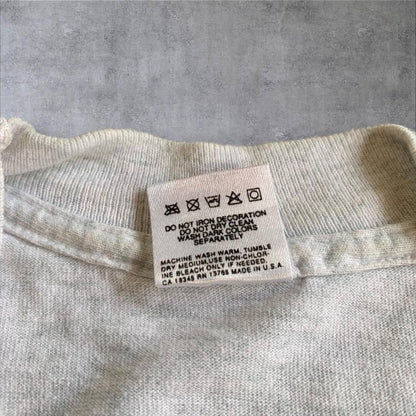 DO NOT IRON DECORATION
DO NOT DRY CLEAN
WASH DARK COLORS
SEPARATELY
MACHINE WASH WARM, TUMBLE
DRY MEDIUM, USE NON-CHLOR
INE BLEACH ONLY IF NEEDED.
CA 18345 RN 13765 MADE IN U.S.A